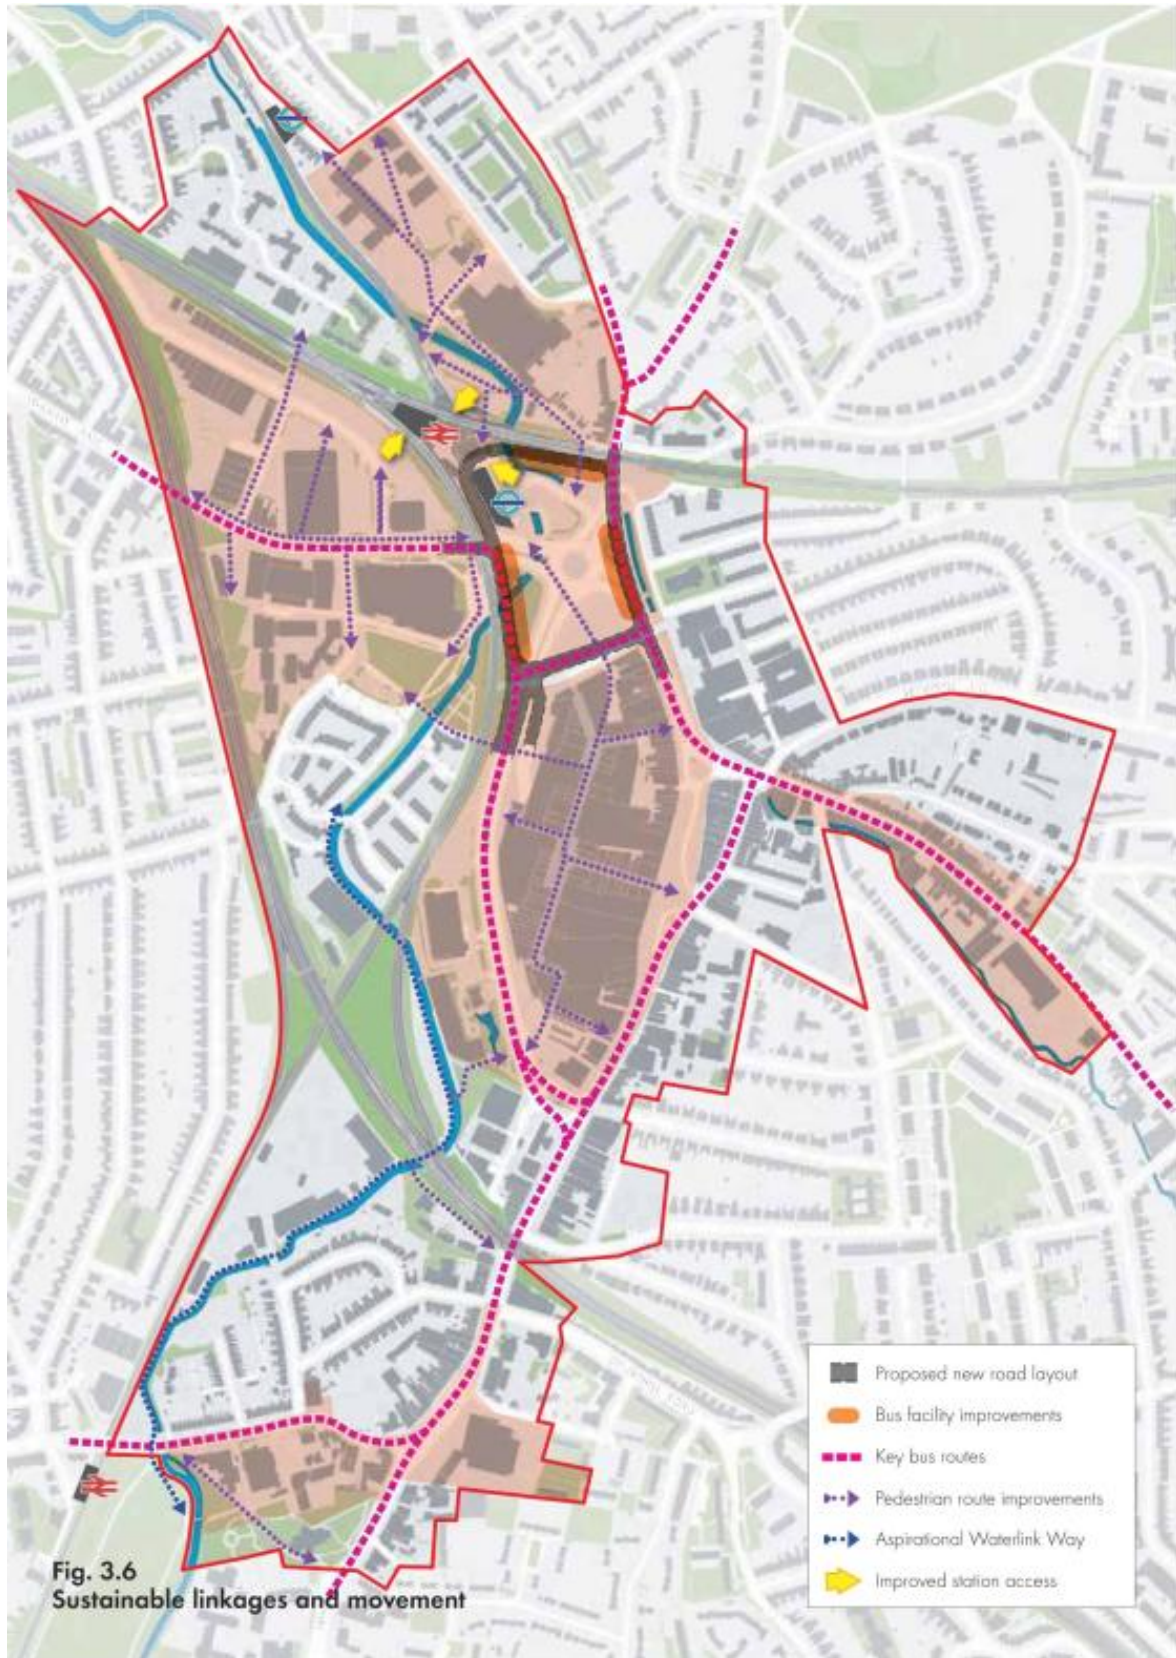 Proposed new road layout
Bus facility improvements
Key bus routes
Pedestrian route improvements
Aspirational Waterlink Way
Improved station access
Fig. 3.6
Sustainable linkages and movement